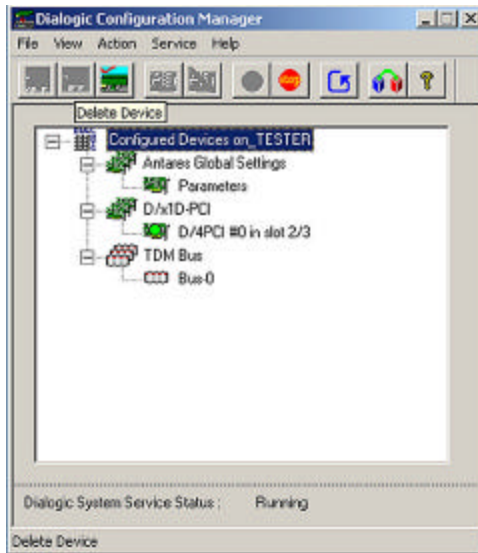 Dialogic Configuration Manager
File View Action Service Help
Delete Device
Configured Devices on_TESTER
Antares Global Settings
Parameters
D/x1D-PCI
D/4PCI #0 in slot 2/3
TDM Bus
Bus-0
Dialogic System Service Status : Running
Delete Device